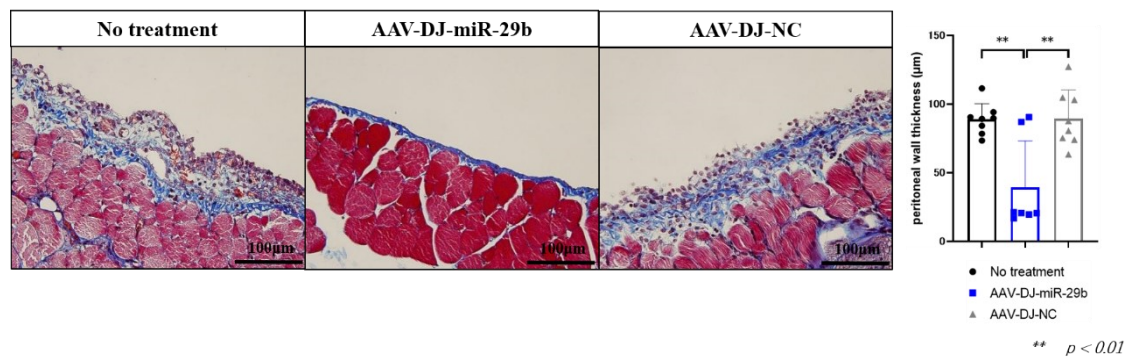 No treatment
AAV-DJ-miR-29b
AAV-DJ-NC
100μm
100μm
100μm
peritoneal wall thickness (μm)
150
100
50
0
** **
No treatment
AAV-DJ-miR-29b
AAV-DJ-NC
** p < 0.01